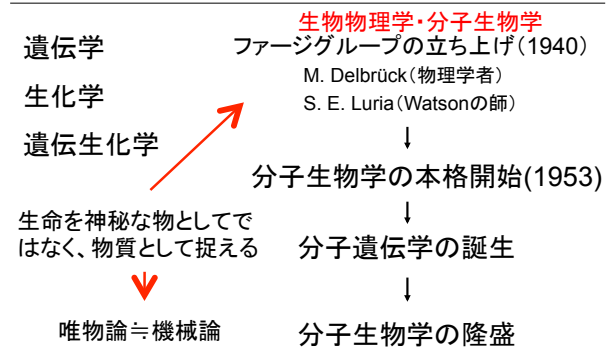 生物物理学・分子生物学
遺伝学
ファージグループの立ち上げ(1940)
生化学
M. Delbrück(物理学者)
S. E. Luria(Watsonの師)
遺伝生化学
分子生物学の本格開始(1953)
生命を神秘な物としてで
はなく、物質として捉える
分子遺伝学の誕生
唯物論≒機械論
分子生物学の隆盛